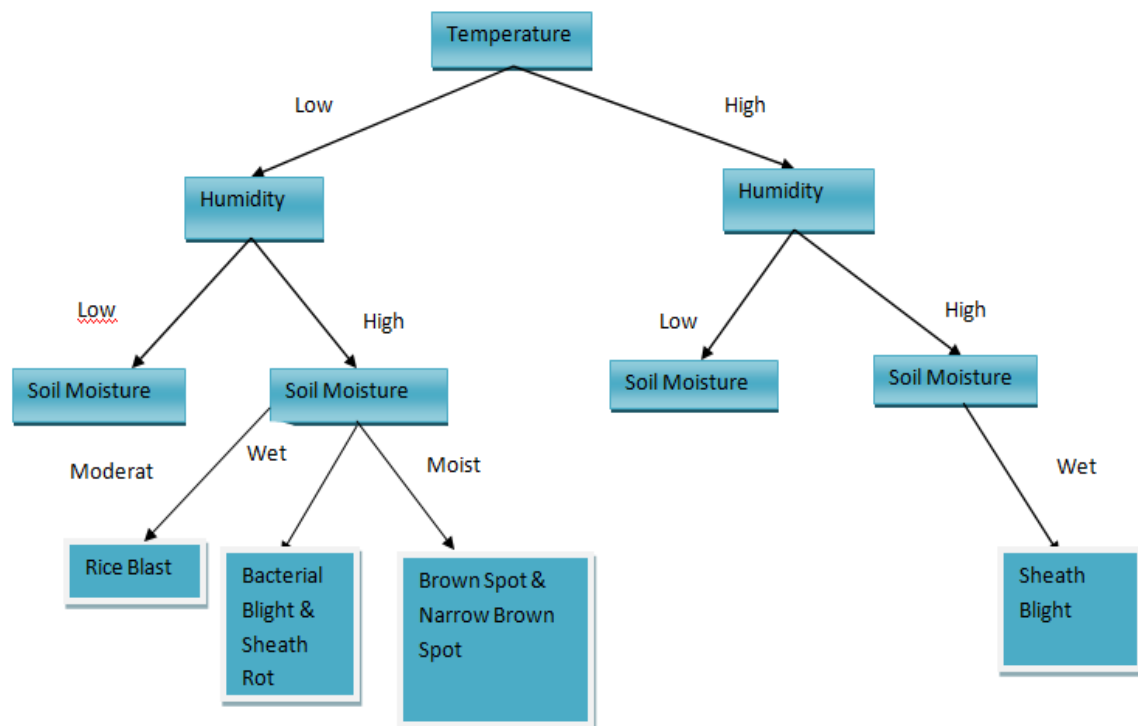 Temperature
Low
High
Humidity
Humidity
Low
High
Low
High
Soil Moisture
Soil Moisture
Soil Moisture
Soil Moisture
Moderat
Wet
Moist
Wet
Rice Blast
Bacterial
Blight &
Sheath
Rot
Brown Spot &
Narrow Brown
Spot
Sheath
Blight